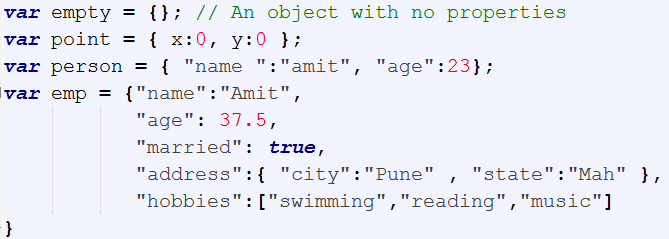 var empty = {}; // An object with no properties
var point = { x:0, y:0 };
var person = { "name ":"amit", "age":23};
var emp = {"name":"Amit",
"age": 37.5,
"married": true,
"address":{ "city":"Pune" , "state":"Mah" },
"hobbies":["swimming","reading","music"]
}